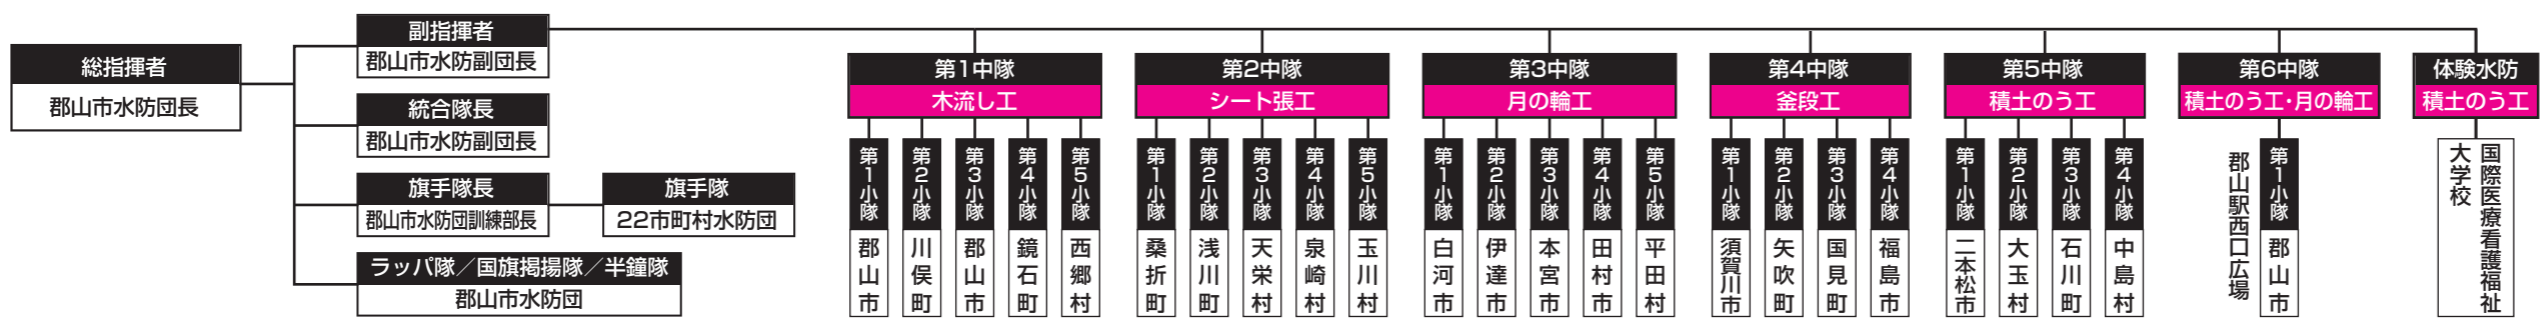 総指揮者
郡山市水防団長
副指揮者
郡山市水防副団長
統合隊長
郡山市水防副団長
旗手隊長
郡山市水防団訓練部長
旗手隊
22市町村水防団
ラッパ隊／国旗掲揚隊／半鐘隊
郡山市水防団
第1中隊
木流し工
第1小隊
郡山市
第2小隊
川俣町
第3小隊
郡山市
第4小隊
鏡石町
第5小隊
西郷村
第2中隊
シート張工
第1小隊
桑折町
第2小隊
浅川町
第3小隊
天栄村
第4小隊
泉崎村
第5小隊
玉川村
第3中隊
月の輪工
第1小隊
白河市
第2小隊
伊達市
第3小隊
本宮市
第4小隊
田村市
第5小隊
平田村
第4中隊
釜段工
第1小隊
須賀川市
第2小隊
矢吹町
第3小隊
国見町
第4小隊
福島市
第5中隊
積土のう工
第1小隊
二本松市
第2小隊
大玉村
第3小隊
石川町
第4小隊
中島村
第6中隊
積土のう工・月の輪工
第1小隊
郡山市
郡山駅西口広場
体験水防
積土のう工
国際医療看護福祉
大学校